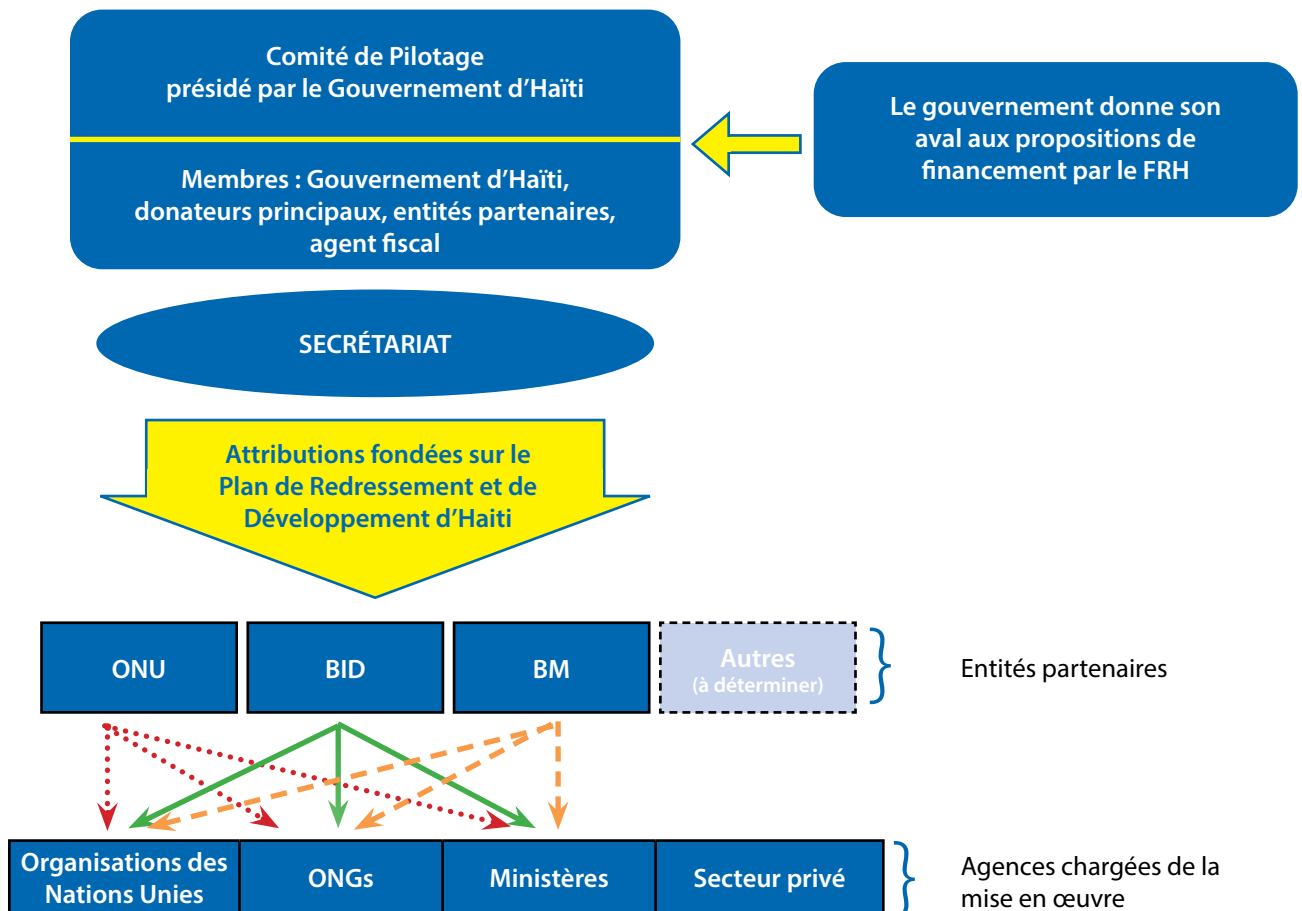 Comité de Pilotage
présidé par le Gouvernement d’Haïti
Membres : Gouvernement d’Haïti,
donateurs principaux, entités partenaires,
agent fiscal
Le gouvernement donne son
aval aux propositions de
financement par le FRH
SECRÉTARIAT
Attributions fondées sur le
Plan de Redressement et de
Développement d’Haiti
ONU
BID
BM
Autres
(à déterminer)
Entités partenaires
Organisations des
Nations Unies
ONGs
Ministères
Secteur privé
Agences chargées de la
mise en œuvre